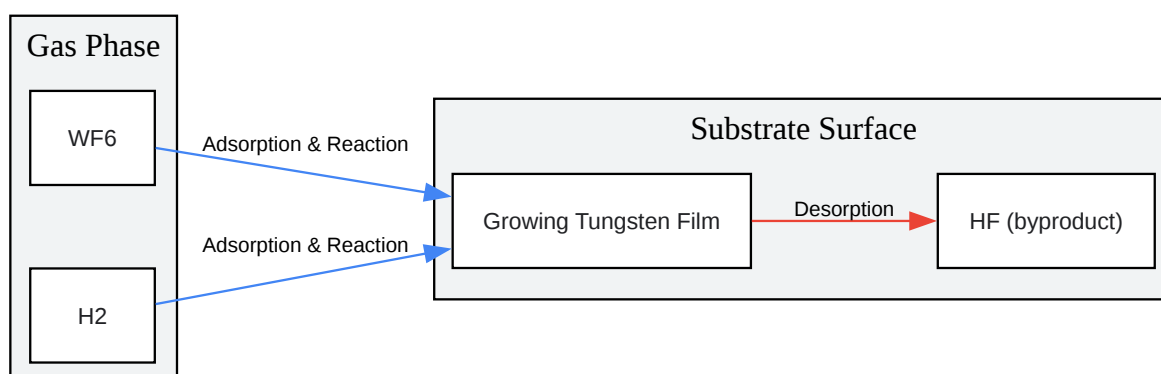 Gas Phase
WF6
H2
Adsorption & Reaction
Adsorption & Reaction
Substrate Surface
Growing Tungsten Film
Desorption
HF (byproduct)